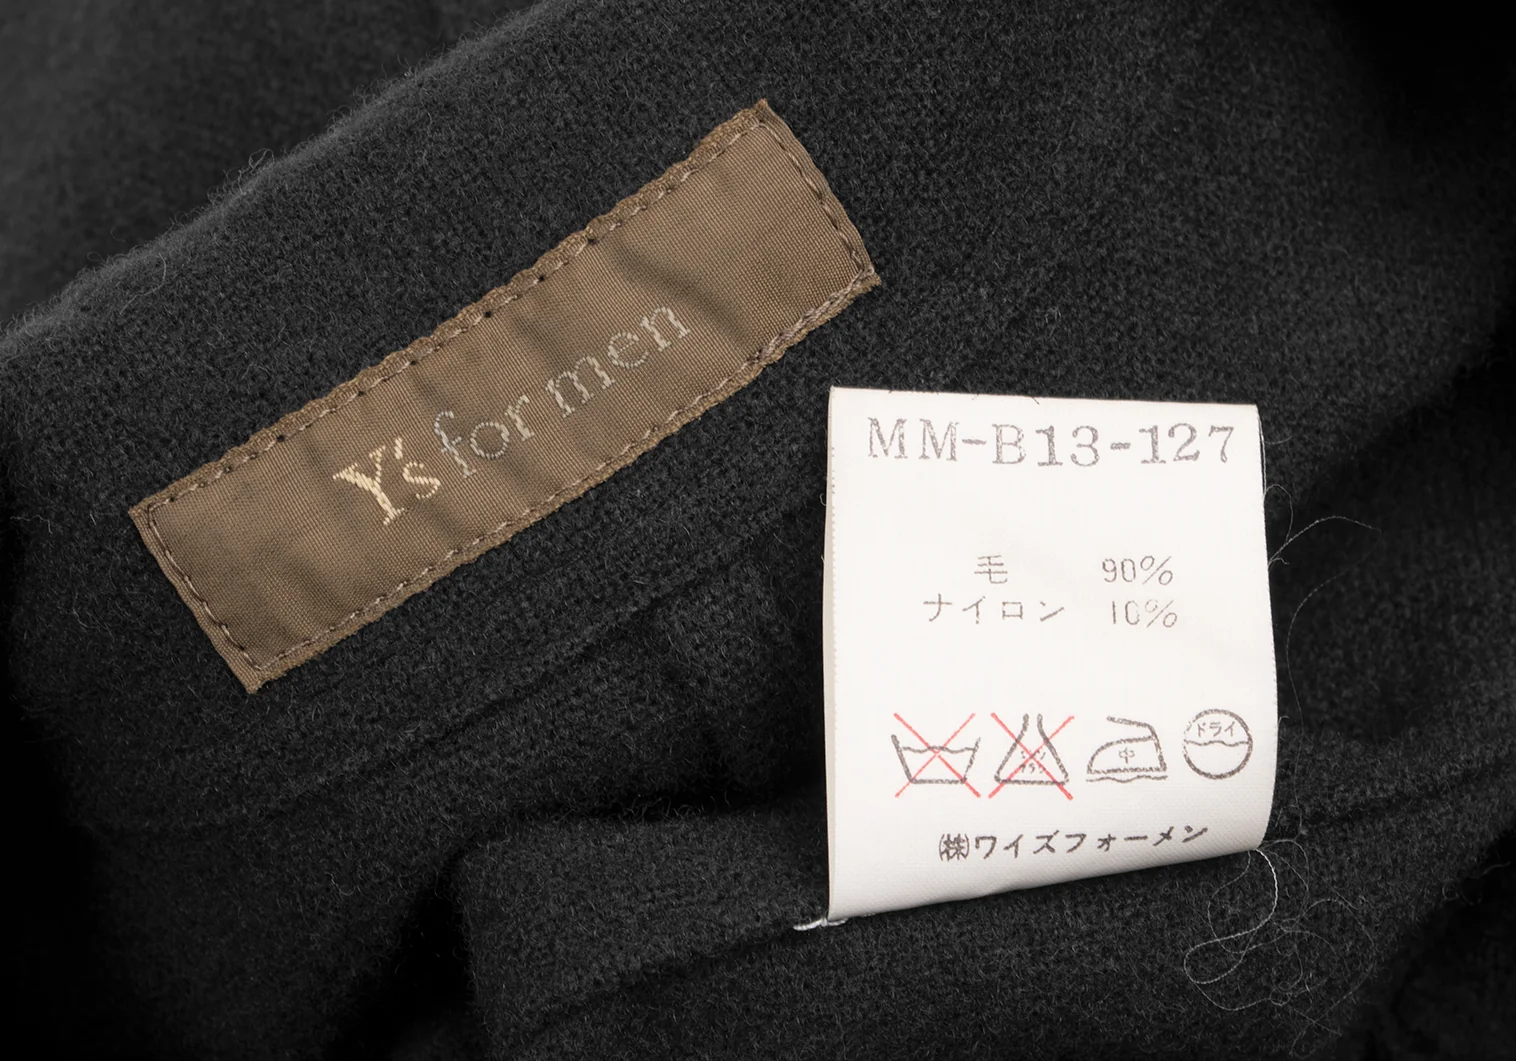 Y's for men
MM-B13-127
毛 90%
ナイロン 10%
中
ドライ
㈱ワイズフォーメン